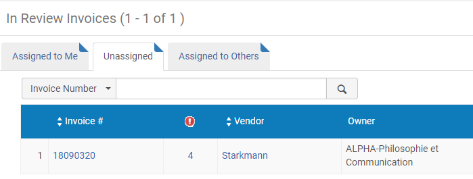 In Review Invoices (1 - 1 of 1 )
Assigned to Me Unassigned Assigned to Others
Invoice Number
Invoice # Vendor Owner
1 18090320 4 Starkmann ALPHA-Philosophie et
Communication